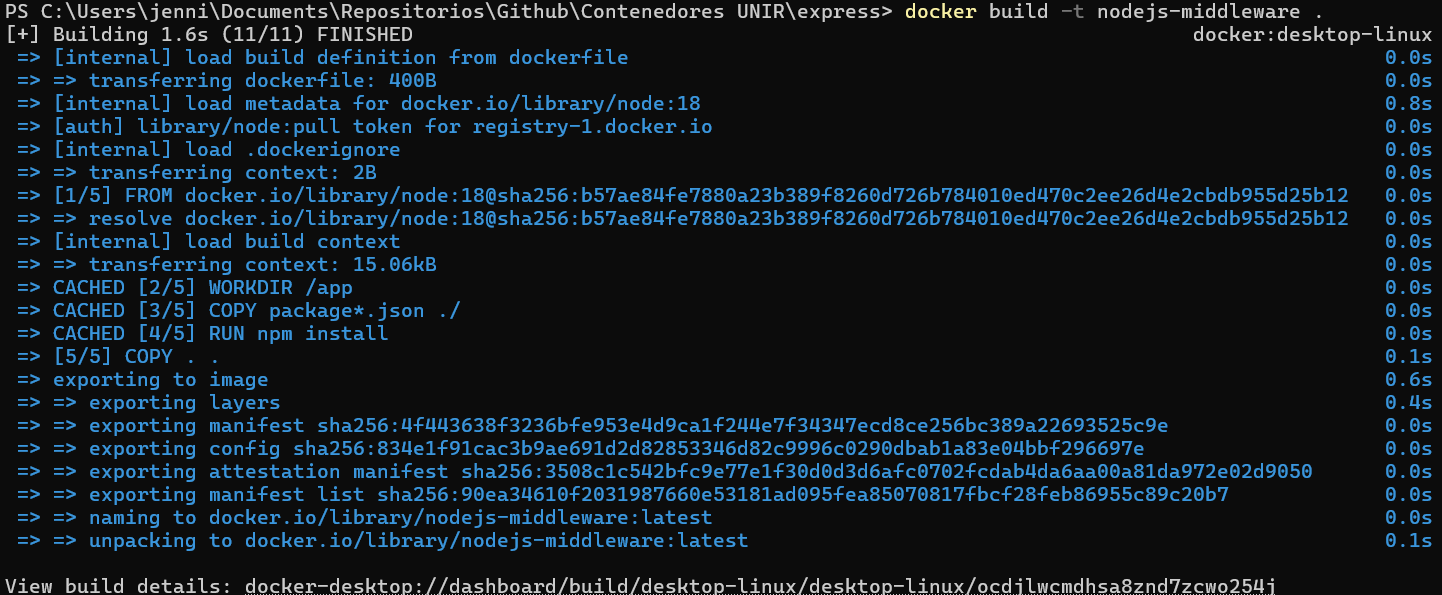 PS C:\Users\jenni\Documents\Repositorios\Github\Contenedores UNIR\express> docker build -t nodejs-middleware .
[+] Building 1.6s (11/11) FINISHED docker:desktop-linux
=> [internal] load build definition from dockerfile 0.0s
=> => transferring dockerfile: 400B 0.0s
=> [internal] load metadata for docker.io/library/node:18 0.8s
=> [auth] library/node:pull token for registry-1.docker.io 0.0s
=> [internal] load .dockerignore 0.0s
=> => transferring context: 2B 0.0s
=> [1/5] FROM docker.io/library/node:18@sha256:b57ae84fe7880a23b389f8260d726b784010ed470c2ee26d4e2cbdb955d25b12 0.0s
=> => resolve docker.io/library/node:18@sha256:b57ae84fe7880a23b389f8260d726b784010ed470c2ee26d4e2cbdb955d25b12 0.0s
=> [internal] load build context 0.0s
=> => transferring context: 15.06kB 0.0s
=> CACHED [2/5] WORKDIR /app 0.0s
=> CACHED [3/5] COPY package*.json ./ 0.0s
=> CACHED [4/5] RUN npm install 0.0s
=> [5/5] COPY . . 0.1s
=> exporting to image 0.6s
=> => exporting layers 0.4s
=> => exporting manifest sha256:4f443638f3236bfe953e4d9ca1f244e7f34347ecd8ce256bc389a22693525c9e 0.0s
=> => exporting config sha256:834e1f91cac3b9ae691d2d82853346d82c9996c0290dbab1a83e04bbf296697e 0.0s
=> => exporting attestation manifest sha256:3508c1c542bfc9e77e1f30d0d3d6afc0702fcdab4da6aa00a81da972e02d9050 0.0s
=> => exporting manifest list sha256:90ea34610f2031987660e53181ad095fea85070817fbcf28feb86955c89c20b7 0.0s
=> => naming to docker.io/library/nodejs-middleware:latest 0.0s
=> => unpacking to docker.io/library/nodejs-middleware:latest 0.1s
View build details: docker-desktop://dashboard/build/desktop-linux/desktop-linux/ocdjlwcmdhsa8znd7zcwo254j